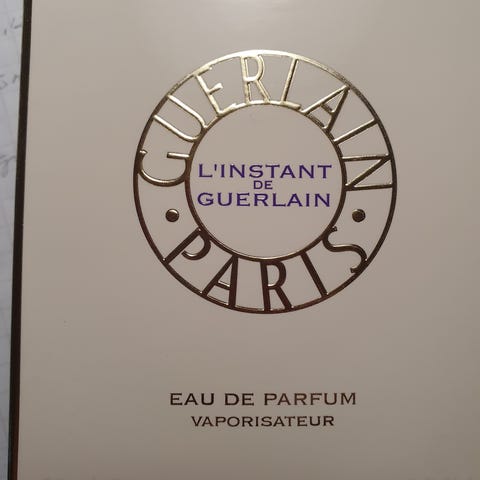 GUERLAIN
L'INSTANT
DE
GUERLAIN
• PARIS •
EAU DE PARFUM
VAPORISATEUR